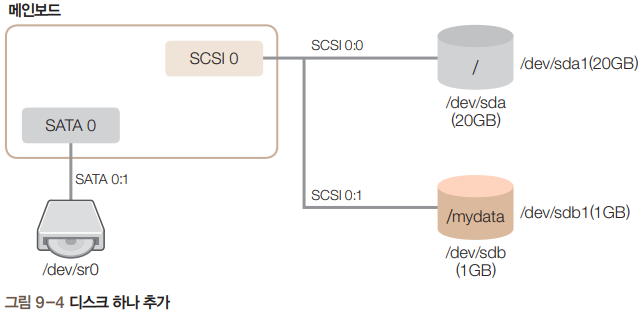 메인보드
SCSI 0
SCSI 0:0
/
/dev/sda1(20GB)
/dev/sda
(20GB)
SATA 0
SATA 0:1
/dev/sr0
SCSI 0:1
/mydata
/dev/sdb1(1GB)
/dev/sdb
(1GB)
그림 9-4 디스크 하나 추가